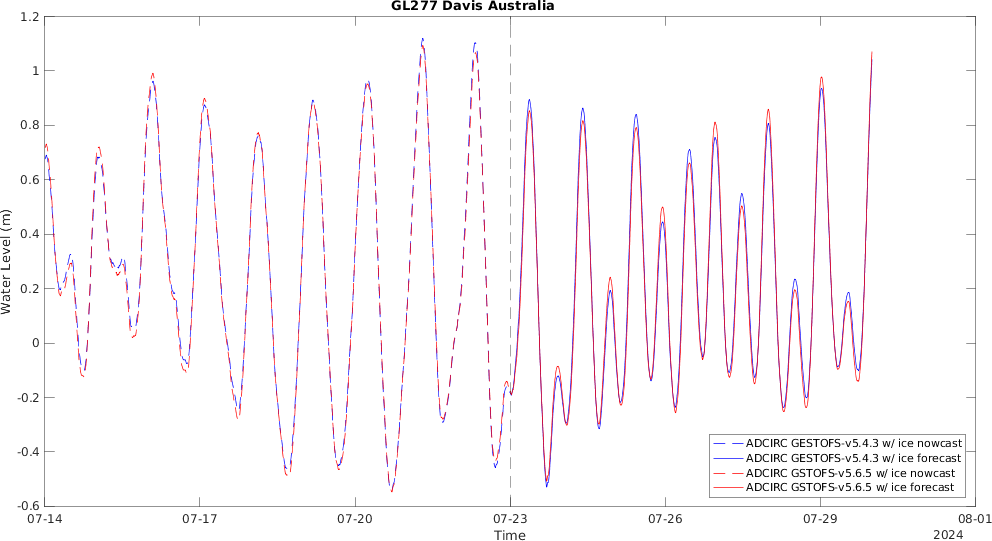 GL277 Davis Australia
Water Level (m)
1.2
1
0.8
0.6
0.4
0.2
0
-0.2
-0.4
-0.6
07-14
07-17
07-20
07-23
07-26
07-29
08-01
Time
2024
ADCIRC GESTOFS-v5.4.3 w/ ice nowcast
ADCIRC GESTOFS-v5.4.3 w/ ice forecast
ADCIRC GSTOFS-v5.6.5 w/ ice nowcast
ADCIRC GSTOFS-v5.6.5 w/ ice forecast